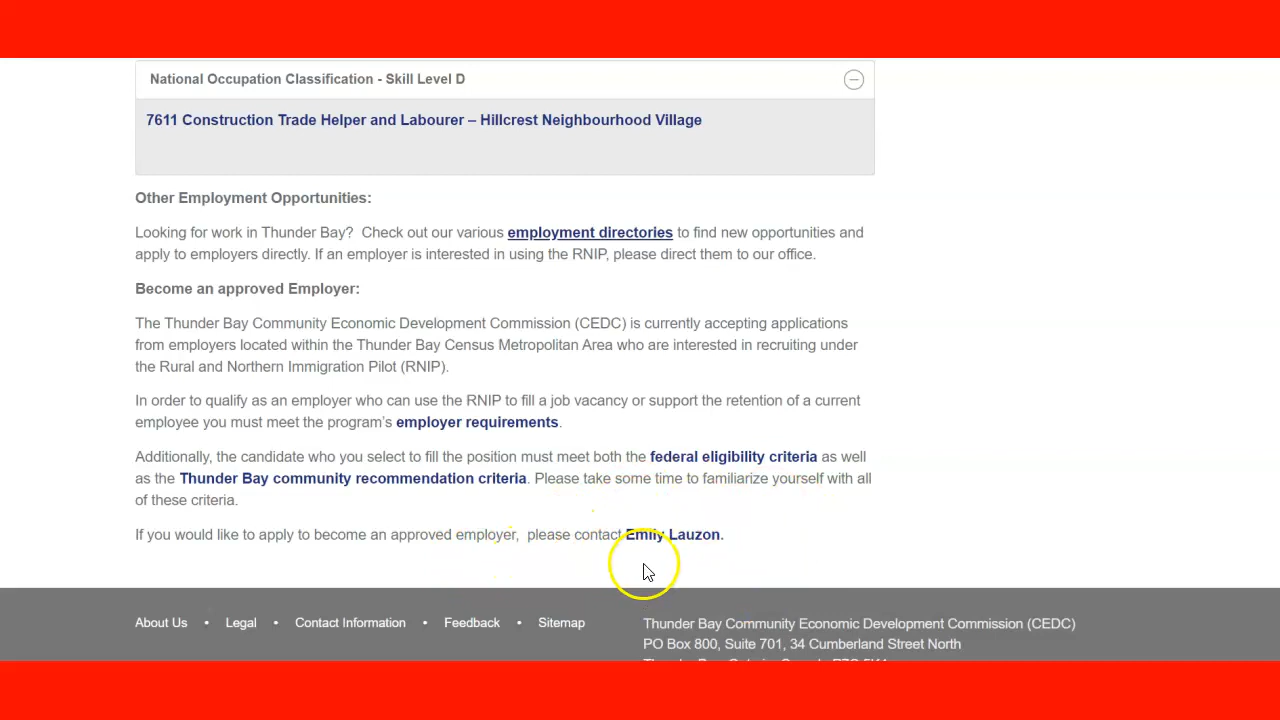 National Occupation Classification - Skill Level D
7611 Construction Trade Helper and Labourer – Hillcrest Neighbourhood Village
Other Employment Opportunities:
Looking for work in Thunder Bay?  Check out our various employment directories to find new opportunities and
apply to employers directly. If an employer is interested in using the RNIP, please direct them to our office.
Become an approved Employer:
The Thunder Bay Community Economic Development Commission (CEDC) is currently accepting applications
from employers located within the Thunder Bay Census Metropolitan Area who are interested in recruiting under
the Rural and Northern Immigration Pilot (RNIP).
In order to qualify as an employer who can use the RNIP to fill a job vacancy or support the retention of a current
employee you must meet the program's employer requirements.
Additionally, the candidate who you select to fill the position must meet both the federal eligibility criteria as well
as the Thunder Bay community recommendation criteria. Please take some time to familiarize yourself with all
of these criteria.
If you would like to apply to become an approved employer,  please contact Emily Lauzon.
About Us • Legal • Contact Information • Feedback • Sitemap
Thunder Bay Community Economic Development Commission (CEDC)
PO Box 800, Suite 701, 34 Cumberland Street North